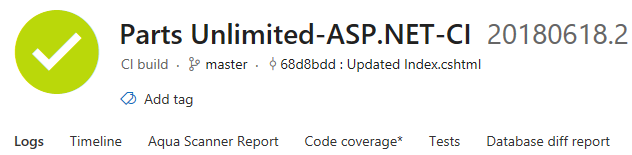 Parts Unlimited-ASP.NET-CI 20180618.2
CI build · master · 68d8bdd : Updated Index.cshtml
Add tag
Logs Timeline Aqua Scanner Report Code coverage* Tests Database diff report